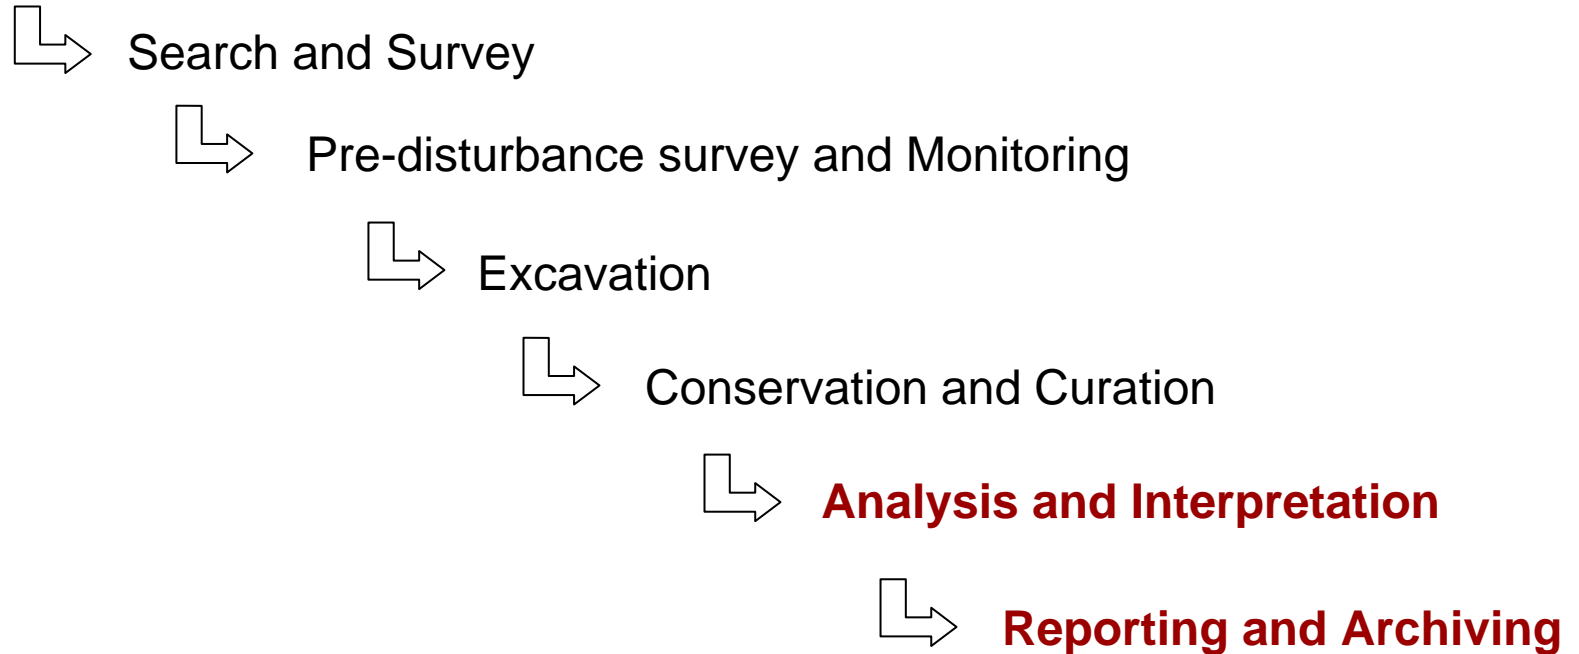 Search and Survey
Pre-disturbance survey and Monitoring
Excavation
Conservation and Curation
Analysis and Interpretation
Reporting and Archiving